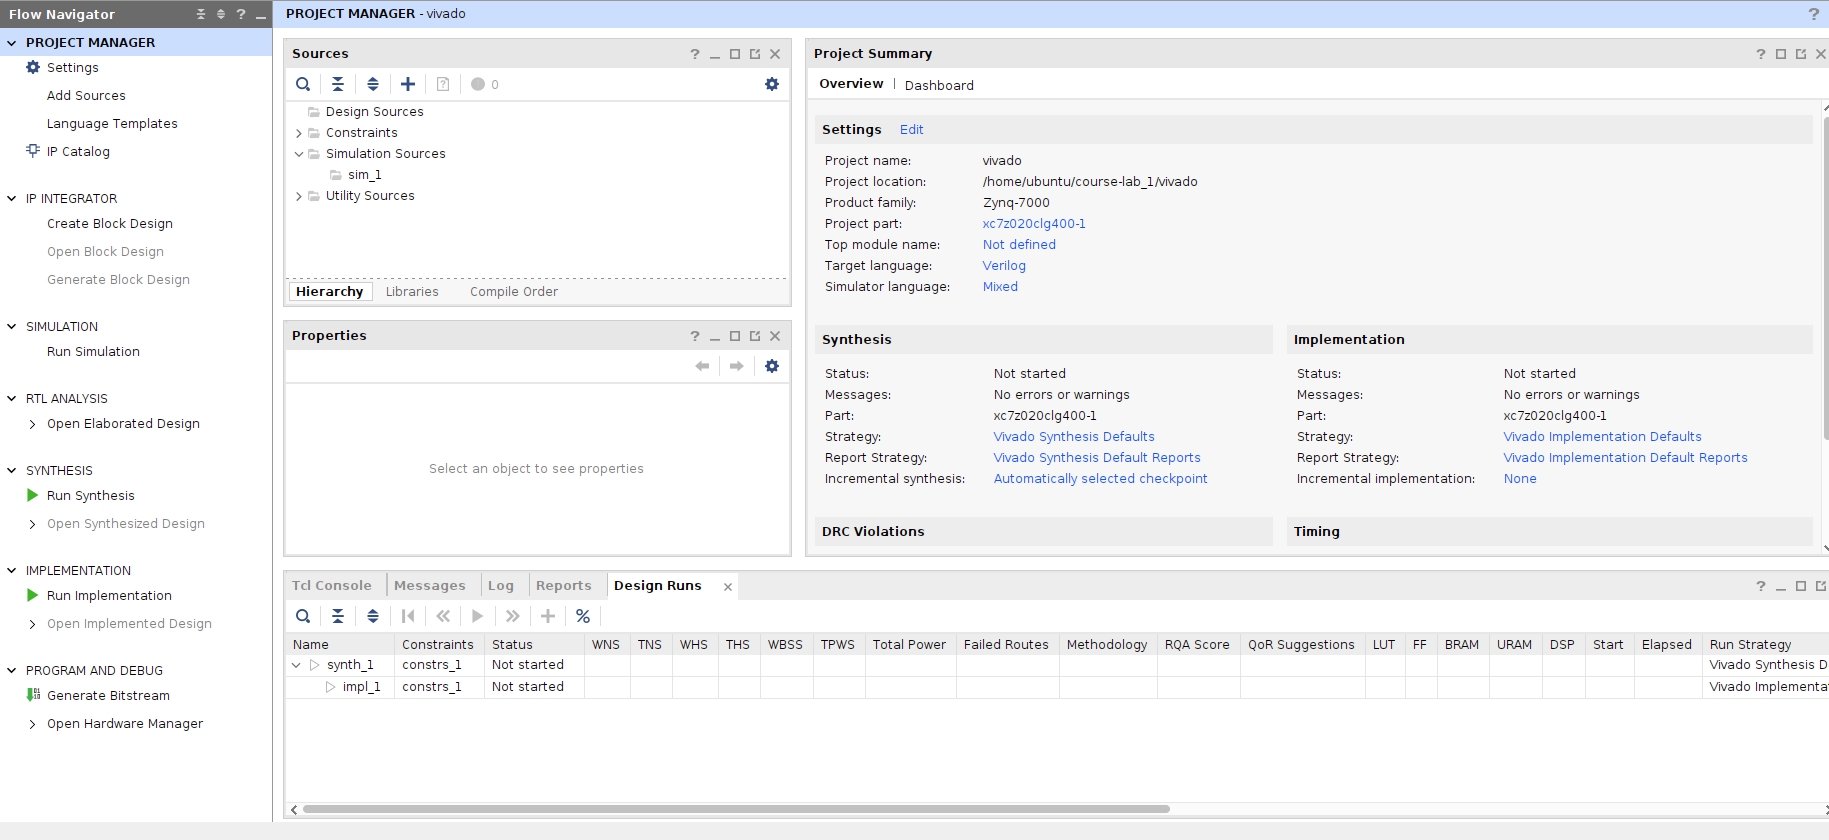 Flow Navigator
PROJECT MANAGER
Settings
Add Sources
Language Templates
IP Catalog
IP INTEGRATOR
Create Block Design
Open Block Design
Generate Block Design
SIMULATION
Run Simulation
RTL ANALYSIS
Open Elaborated Design
SYNTHESIS
Run Synthesis
Open Synthesized Design
IMPLEMENTATION
Run Implementation
Open Implemented Design
PROGRAM AND DEBUG
Generate Bitstream
Open Hardware Manager
PROJECT MANAGER - vivado
Sources
0
Design Sources
Constraints
Simulation Sources
sim_1
Utility Sources
Hierarchy Libraries Compile Order
Properties
Select an object to see properties
Project Summary
Overview | Dashboard
Settings Edit
Project name: vivado
Project location: /home/ubuntu/course-lab_1/vivado
Product family: Zynq-7000
Project part: xc7z020clg400-1
Top module name: Not defined
Target language: Verilog
Simulator language: Mixed
Synthesis
Status: Not started
Messages: No errors or warnings
Part: xc7z020clg400-1
Strategy: Vivado Synthesis Defaults
Report Strategy: Vivado Synthesis Default Reports
Incremental synthesis: Automatically selected checkpoint
Implementation
Status: Not started
Messages: No errors or warnings
Part: xc7z020clg400-1
Strategy: Vivado Implementation Defaults
Report Strategy: Vivado Implementation Default Reports
Incremental implementation: None
DRC Violations
Timing
Tcl Console Messages Log Reports Design Runs
Name Constraints Status WNS TNS WHS THS WBSS TPWS Total Power Failed Routes Methodology RQA Score QoR Suggestions LUT FF BRAM URAM DSP Start Elapsed Run Strategy
synth_1 constrs_1 Not started Vivado Synthesis D
impl_1 constrs_1 Not started Vivado Implementa